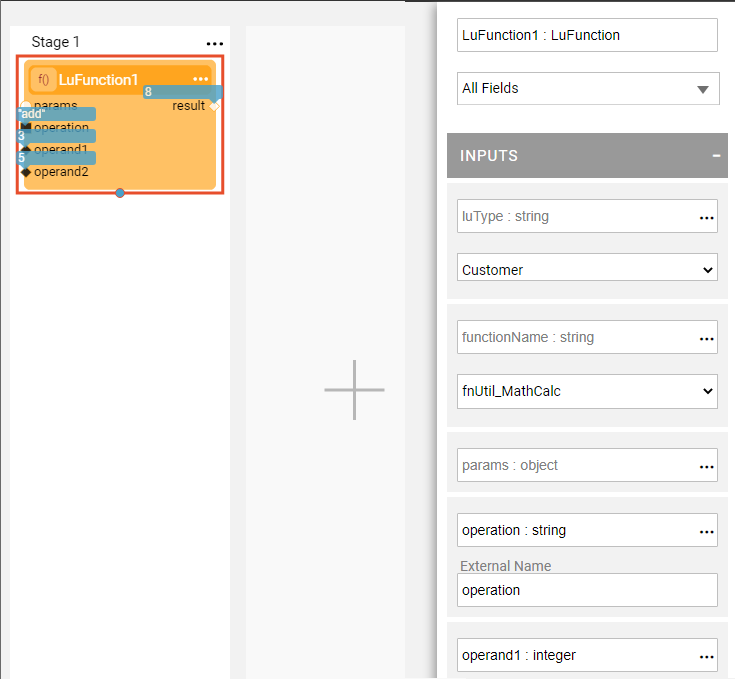 Stage 1
...
f() LuFunction1 ...
8
params
result
"add"
operation
3
operand1
5
operand2
LuFunction1 : LuFunction
All Fields
INPUTS
luType : string ...
Customer
functionName : string ...
fnUtil_MathCalc
params : object ...
operation : string ...
External Name
operation
operand1 : integer ...